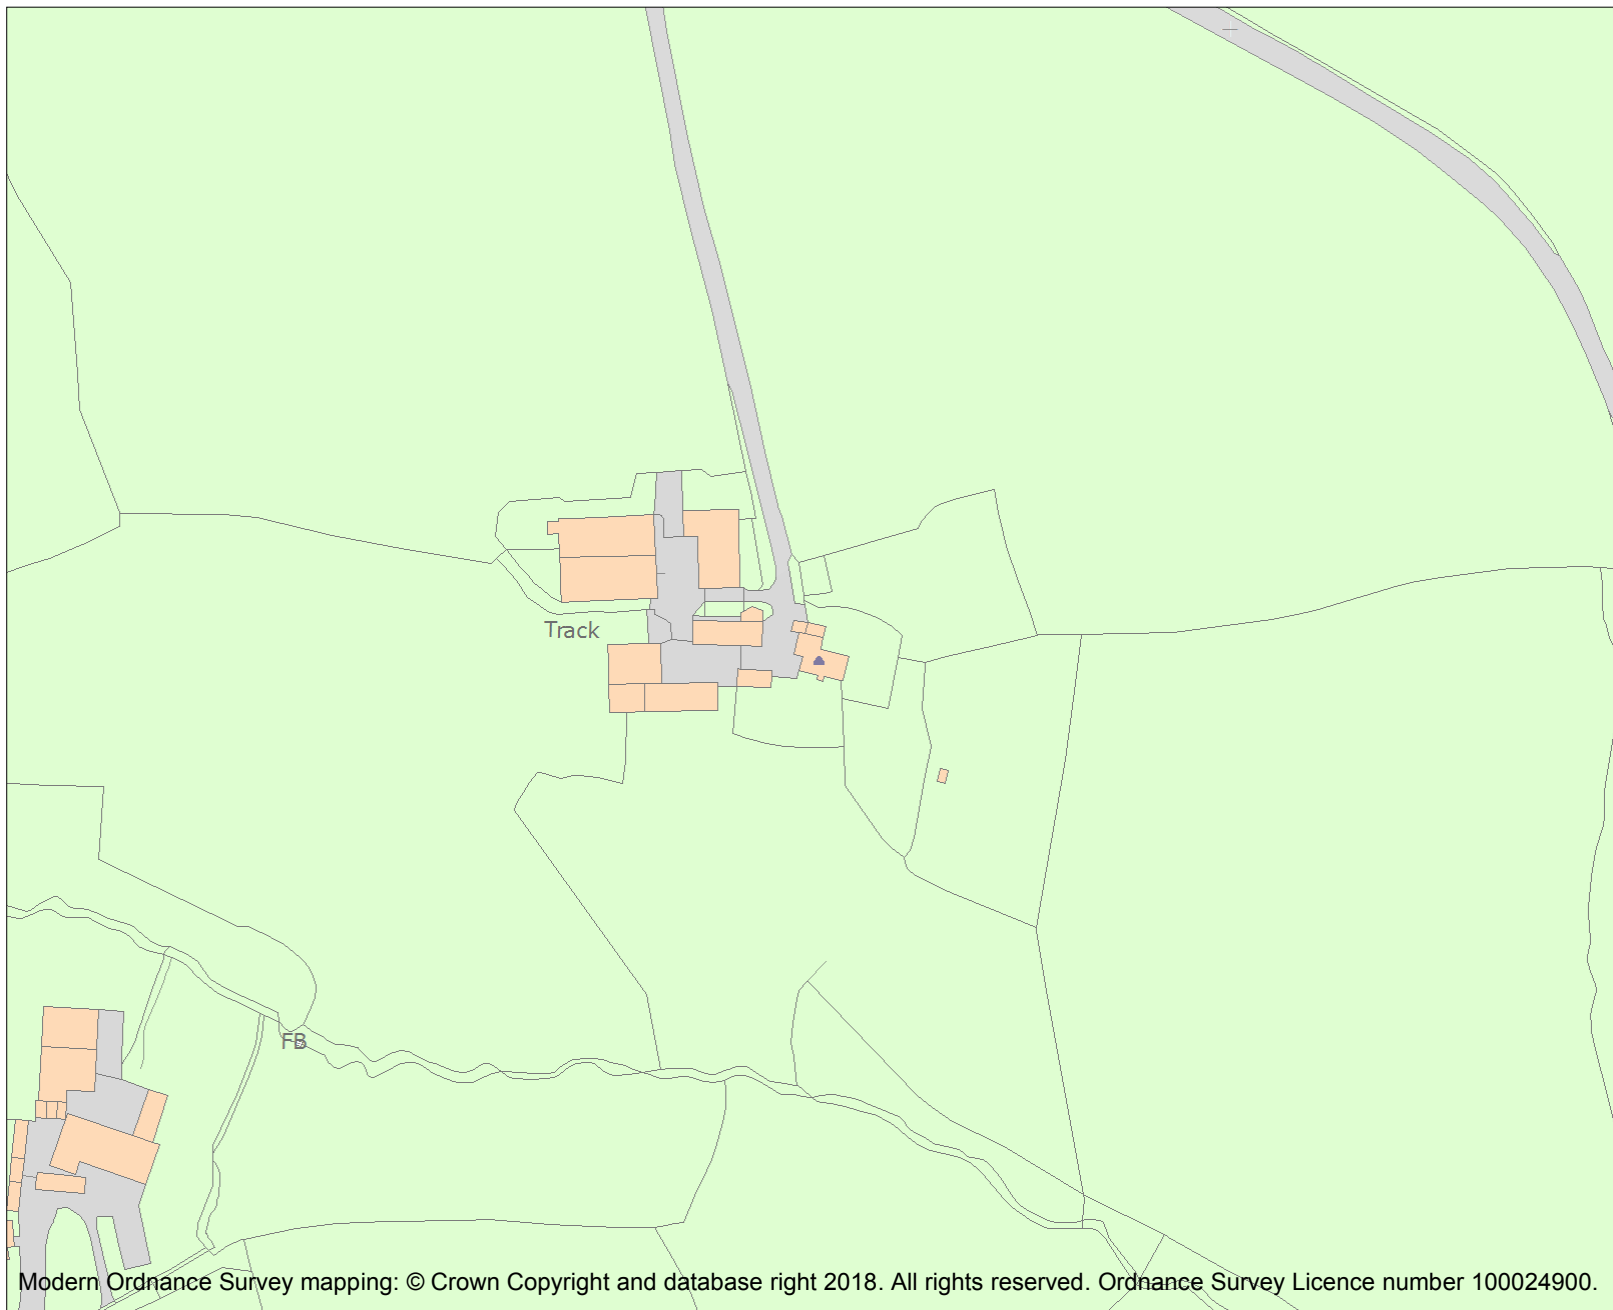 Track
FB
Modern Ordnance Survey mapping: © Crown Copyright and database right 2018. All rights reserved. Ordnance Survey Licence number 100024900.